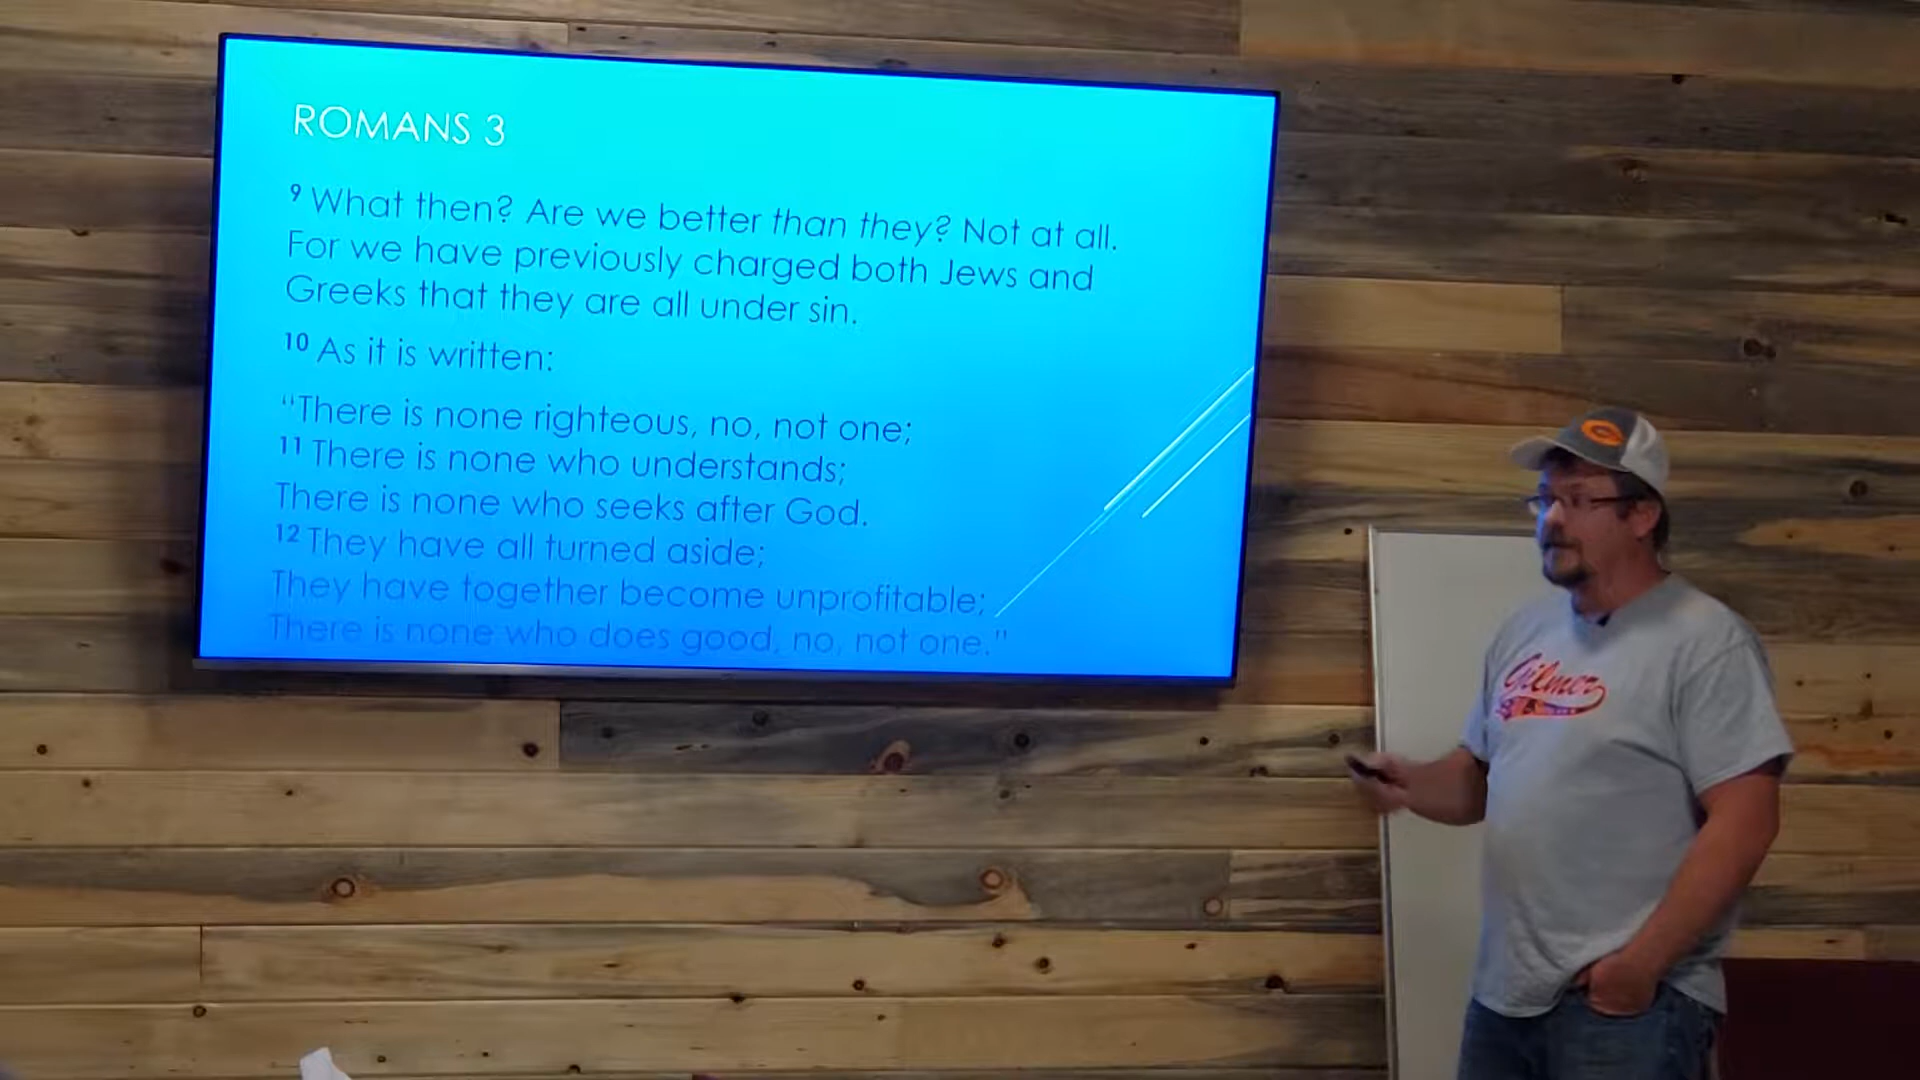 ROMANS 3
9 What then? Are we better than they? Not at all.
For we have previously charged both Jews and
Greeks that they are all under sin.
10 As it is written:
“There is none righteous, no, not one;
11 There is none who understands;
There is none who seeks after God.
12 They have all turned aside;
They have together become unprofitable;
There is none who does good, no, not one.”
Gilmer